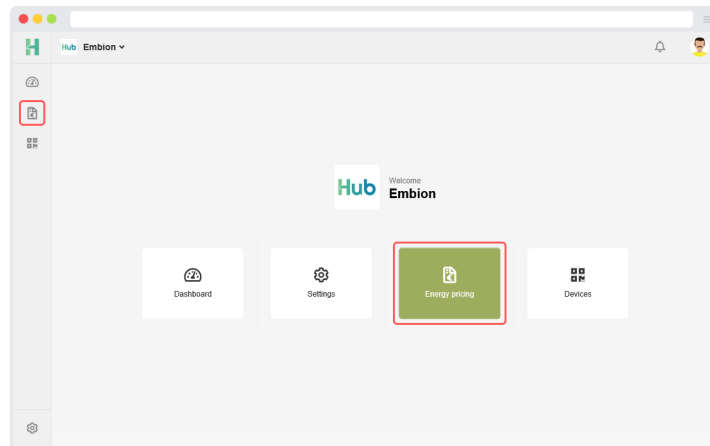 H
Hub Embion
Hub
Welcome
Embion
Dashboard
Settings
Energy pricing
Devices